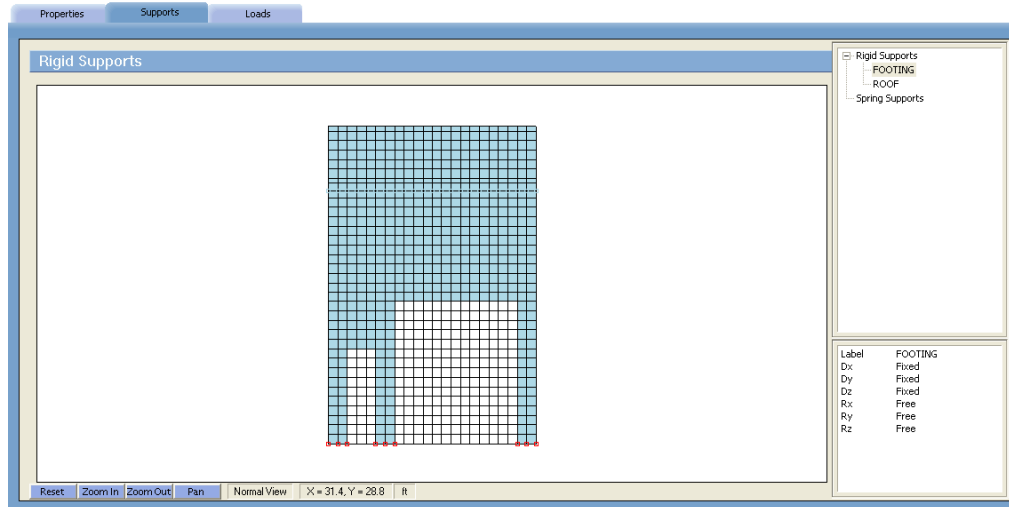 Properties Supports Loads
Rigid Supports
Rigid Supports
FOOTING
ROOF
Spring Supports
Label FOOTING
Dx Fixed
Dy Fixed
Dz Fixed
Rx Free
Ry Free
Rz Free
Reset Zoom In Zoom Out Pan Normal View X = 31.4, Y = 28.8 ft